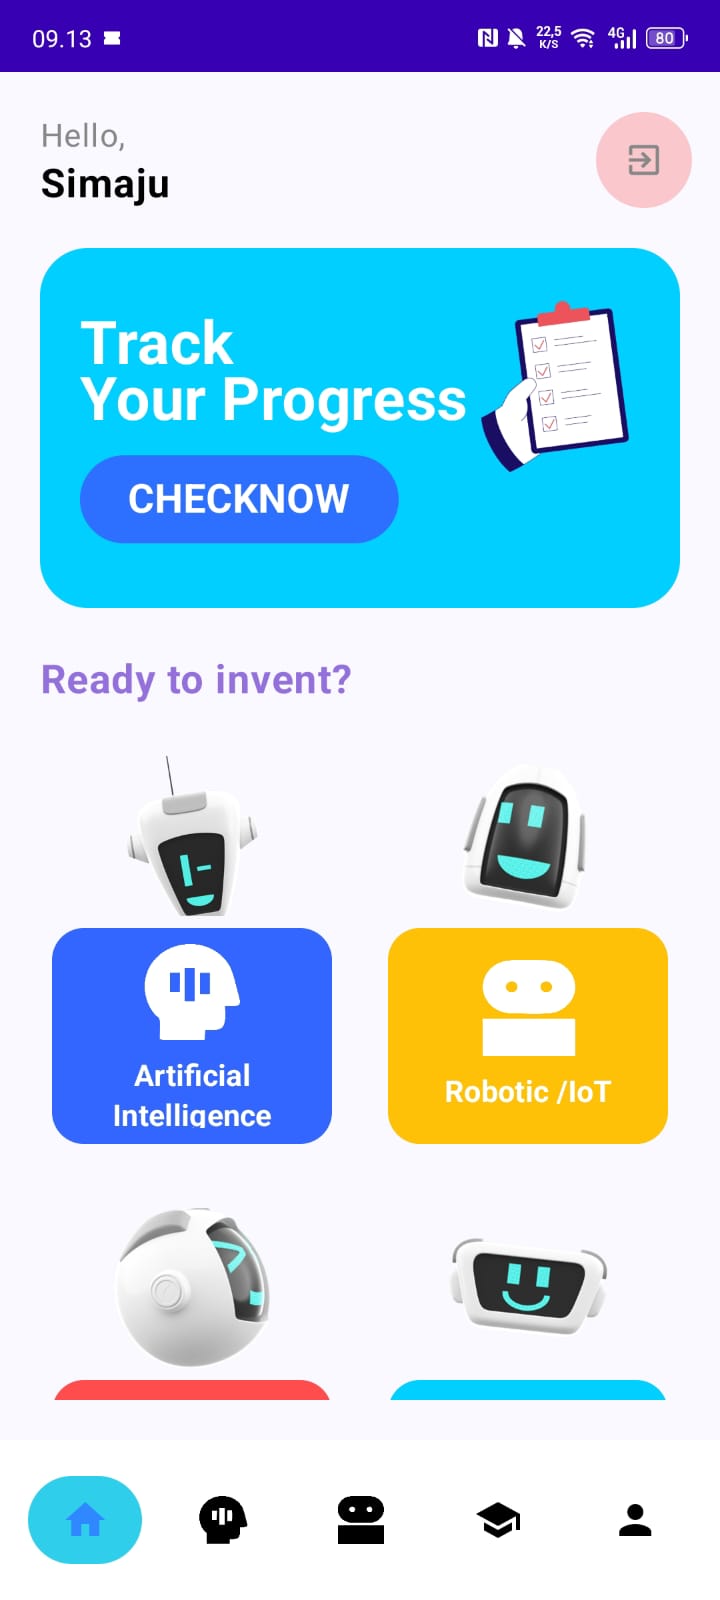 09.13
22,5
K/S
4G
80
Hello,
Simaju
Track
Your Progress
CHECKNOW
Ready to invent?
Artificial
Intelligence
Robotic /IoT